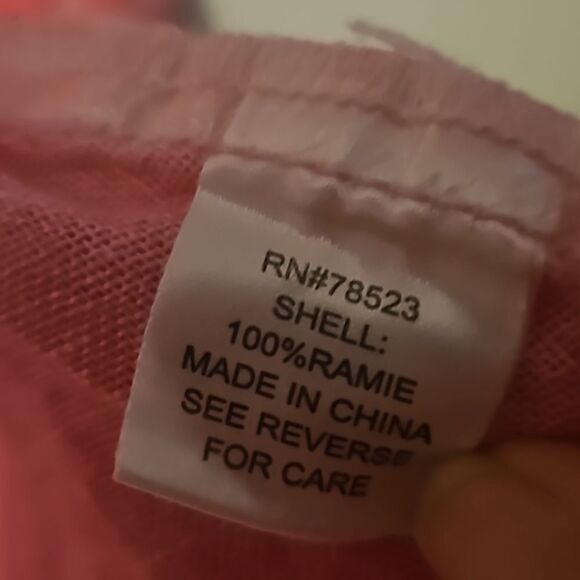 RN#78523
SHELL:
100%RAMIE
MADE IN CHINA
SEE REVERSE
FOR CARE